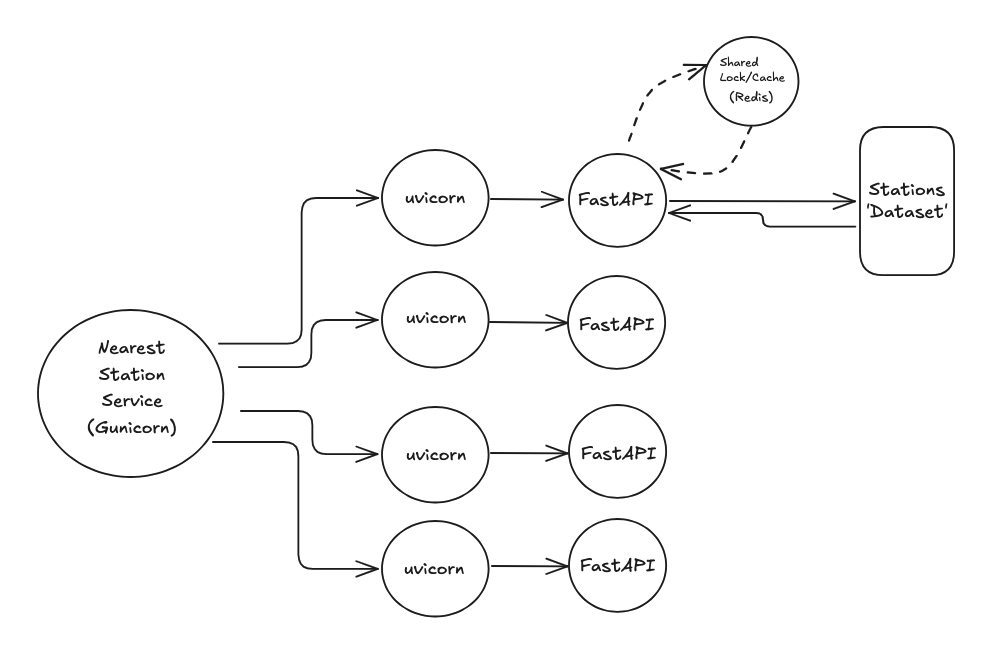 Shared
Lock/Cache
(Redis)
uvicorn
FastAPI
Stations
'Dataset'
uvicorn
FastAPI
Nearest
Station
Service
(Gunicorn)
uvicorn
FastAPI
uvicorn
FastAPI